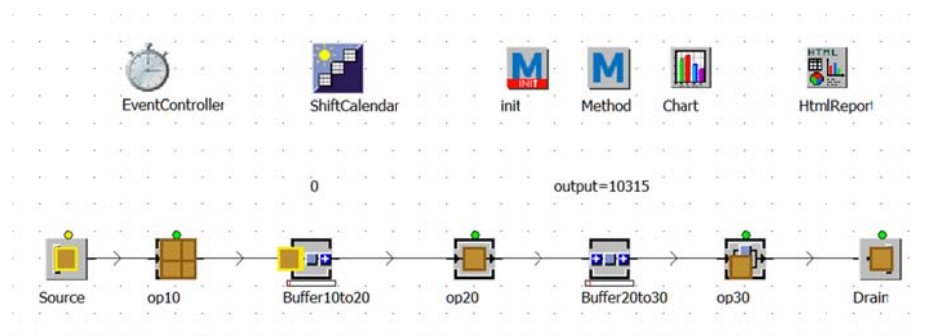 HTML
M
M
INIT
EventController
ShiftCalendar
init
Method
Chart
HtmlReport
0
output=10315
Source
op10
Buffer10to20
op20
Buffer20to30
op30
Drain